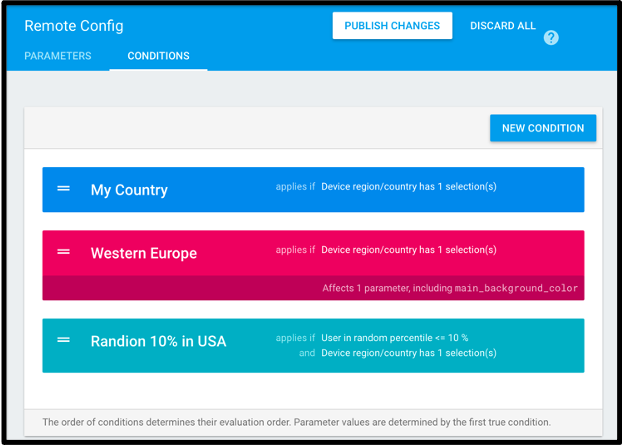 Remote Config
PUBLISH CHANGES
DISCARD ALL
?
PARAMETERS
CONDITIONS
NEW CONDITION
My Country
applies if Device region/country has 1 selection(s)
Western Europe
applies if Device region/country has 1 selection(s)
Affects 1 parameter, including main_background_color
Randion 10% in USA
applies if User in random percentile <= 10 %
and Device region/country has 1 selection(s)
The order of conditions determines their evaluation order. Parameter values are determined by the first true condition.